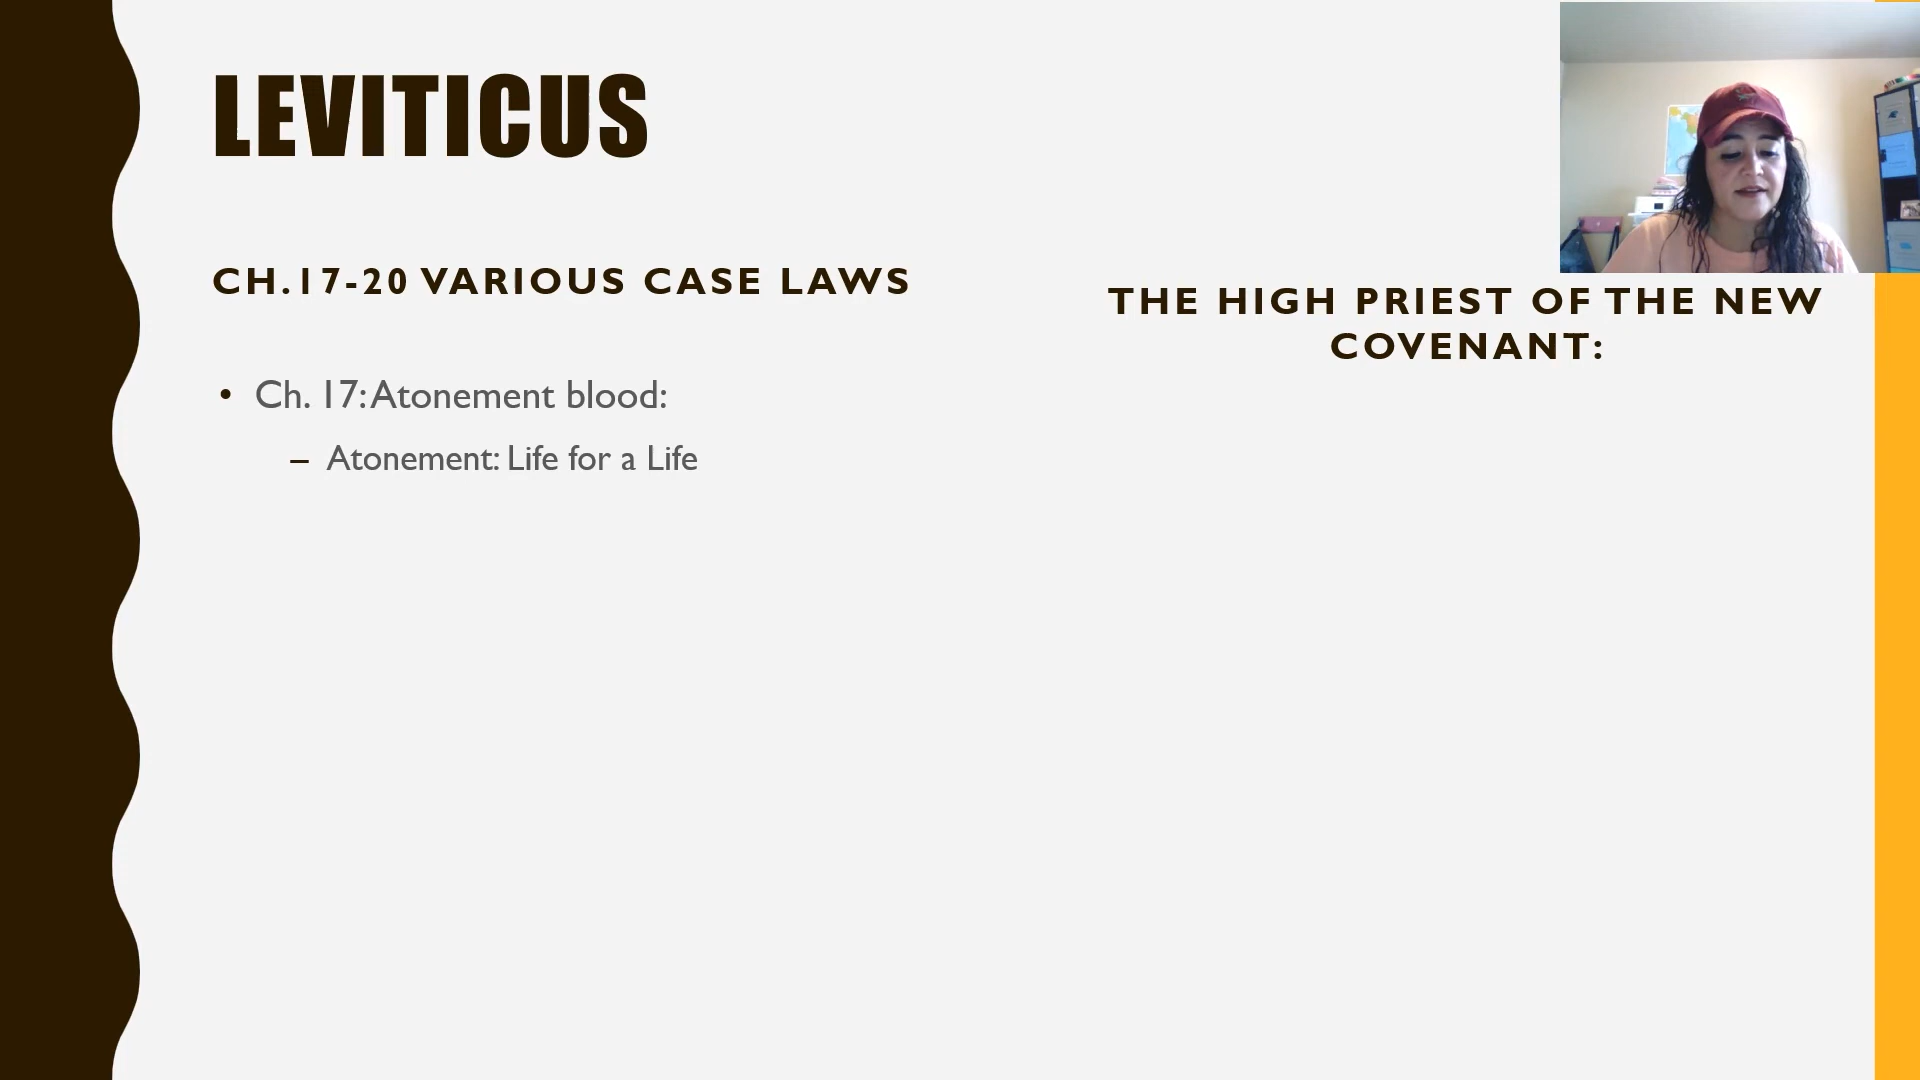 LEVITICUS
CH.17-20 VARIOUS CASE LAWS
• Ch. 17: Atonement blood:
– Atonement: Life for a Life
THE HIGH PRIEST OF THE NEW
COVENANT: